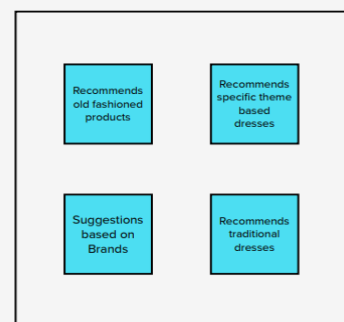 Recommends
old fashioned
products
Recommends
specific theme
based
dresses
Suggestions
based on
Brands
Recommends
traditional
dresses